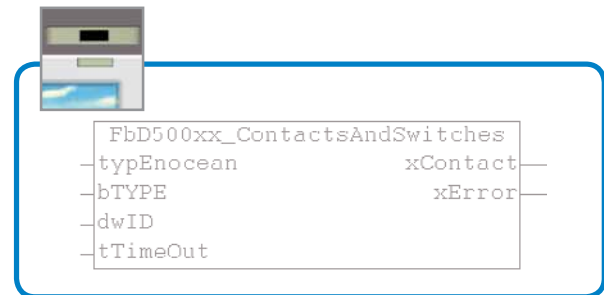 FbD500xx_ContactsAndSwitches
typEnocean xContact
bTYPE xError
dwID
tTimeOut